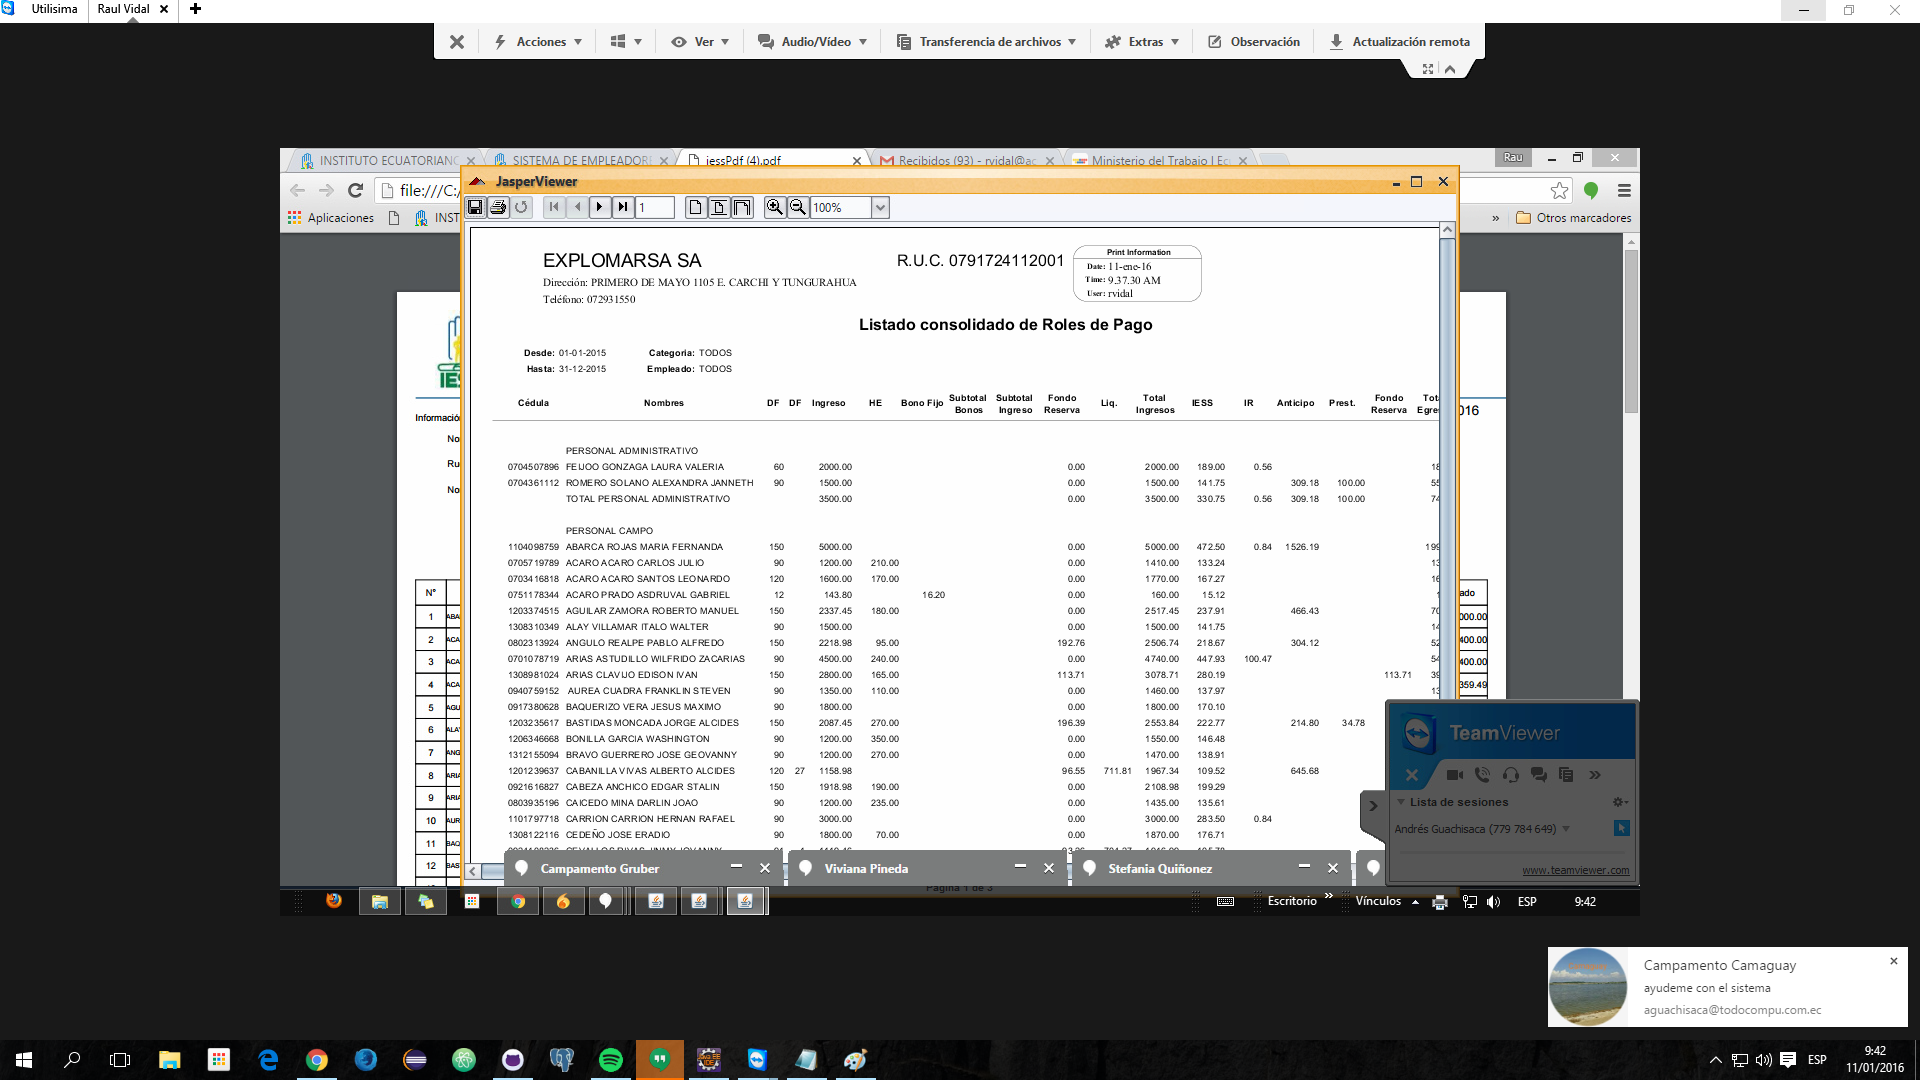 Utilisima
Raul Vidal
Acciones
Ver
Audio/Vídeo
Transferencia de archivos
Extras
Observación
Actualización remota
INSTITUTO ECUATORIANO
SISTEMA DE EMPLEADORE
iessPdf (4).pdf
Recibidos (93) - rvidal@ac
Ministerio del Trabajo | Ecu
Rau
file:///C:/
Aplicaciones
INST
» Otros marcadores
JasperViewer
1
100%
EXPLOMARSA SA
R.U.C. 0791724112001
Dirección: PRIMERO DE MAYO 1105 E. CARCHI Y TUNGURAHUA
Teléfono: 072931550
Print Information
Date: 11-ene-16
Time: 9.37.30 AM
User: rvidal
Listado consolidado de Roles de Pago
Desde: 01-01-2015 Categoria: TODOS
Hasta: 31-12-2015 Empleado: TODOS
Cédula Nombres DF DF Ingreso HE Bono Fijo Subtotal Bonos Subtotal Ingreso Fondo Reserva Liq. Total Ingresos IESS IR Anticipo Prest. Fondo Reserva Tot Egre
PERSONAL ADMINISTRATIVO
0704507896 FEIJOO GONZAGA LAURA VALERIA 60 2000.00 0.00 2000.00 189.00 0.56 18
0704361112 ROMERO SOLANO ALEXANDRA JANNETH 90 1500.00 0.00 1500.00 141.75 309.18 100.00 55
TOTAL PERSONAL ADMINISTRATIVO 3500.00 0.00 3500.00 330.75 0.56 309.18 100.00 74
PERSONAL CAMPO
1104098759 ABARCA ROJAS MARIA FERNANDA 150 5000.00 0.00 5000.00 472.50 0.84 1526.19 199
0705719789 ACARO ACARO CARLOS JULIO 90 1200.00 210.00 0.00 1410.00 133.24 13
0703416818 ACARO ACARO SANTOS LEONARDO 120 1600.00 170.00 0.00 1770.00 167.27 16
0751178344 ACARO PRADO ASDRUVAL GABRIEL 12 143.80 16.20 0.00 160.00 15.12 1
1203374515 AGUILAR ZAMORA ROBERTO MANUEL 150 2337.45 180.00 0.00 2517.45 237.91 466.43 70
1308310349 ALAY VILLAMAR ITALO WALTER 90 1500.00 0.00 1500.00 141.75 14
0802313924 ANGULO REALPE PABLO ALFREDO 150 2218.98 95.00 192.76 2506.74 218.67 304.12 52
0701078719 ARIAS ASTUDILLO WILFRIDO ZACARIAS 90 4500.00 240.00 0.00 4740.00 447.93 100.47 54
1308981024 ARIAS CLAVIJO EDISON IVAN 150 2800.00 165.00 113.71 3078.71 280.19 113.71 39
0940759152 AUREA CUADRA FRANKLIN STEVEN 90 1350.00 110.00 0.00 1460.00 137.97 13
0917380628 BAQUERIZO VERA JESUS MAXIMO 90 1800.00 0.00 1800.00 170.10
1203235617 BASTIDAS MONCADA JORGE ALCIDES 150 2087.45 270.00 196.39 2553.84 222.77 214.80 34.78
1206346668 BONILLA GARCIA WASHINGTON 90 1200.00 350.00 0.00 1550.00 146.48
1312155094 BRAVO GUERRERO JOSE GEOVANNY 90 1200.00 270.00 0.00 1470.00 138.91
1201239637 CABANILLA VIVAS ALBERTO ALCIDES 120 27 1158.98 96.55 711.81 1967.34 109.52 645.68
0921616827 CABEZA ANCHICO EDGAR STALIN 150 1918.98 190.00 0.00 2108.98 199.29
0803935196 CAICEDO MINA DARLIN JOAO 90 1200.00 235.00 0.00 1435.00 135.61
1101797718 CARRION CARRION HERNAN RAFAEL 90 3000.00 0.00 3000.00 283.50 0.84
1308122116 CEDEÑO JOSE ERADIO 90 1800.00 70.00 0.00 1870.00 176.71
IES
Informació
No
Ru
No
016
N°
ado
1 ABA 000.00
2 ACA 400.00
3 ACA 400.00
4 ACA 359.49
5 AGU
6 ALA
7 ANG
8 ARIA
9 ARIA
10 AUR
11 BAQ
12 BAS
TeamViewer
Lista de sesiones
Andrés Guachisaca (779 784 649)
www.teamviewer.com
Campamento Gruber
Viviana Pineda
Stefania Quiñonez
Página 1 de 3
Escritorio »
Vínculos
ESP
9:42
Campamento Camaguay
ayudeme con el sistema
aguachisaca@todocompu.com.ec
ESP
9:42
11/01/2016